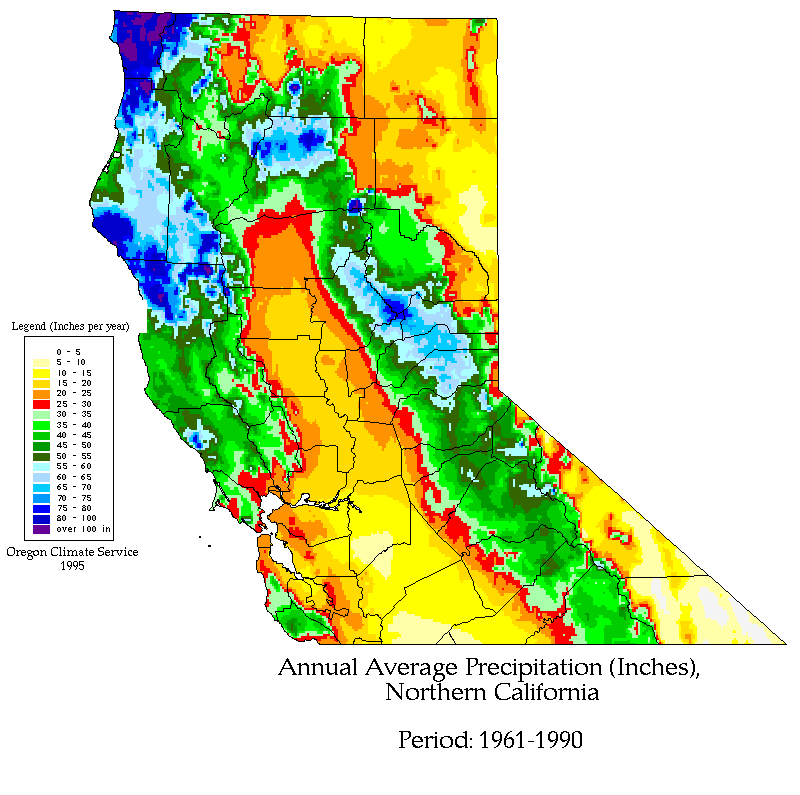 Legend (Inches per year)
0 - 5
5 - 10
10 - 15
15 - 20
20 - 25
25 - 30
30 - 35
35 - 40
40 - 45
45 - 50
50 - 55
55 - 60
60 - 65
65 - 70
70 - 75
75 - 80
80 - 100
over 100 in
Oregon Climate Service
1995
Annual Average Precipitation (Inches),
Northern California
Period: 1961-1990